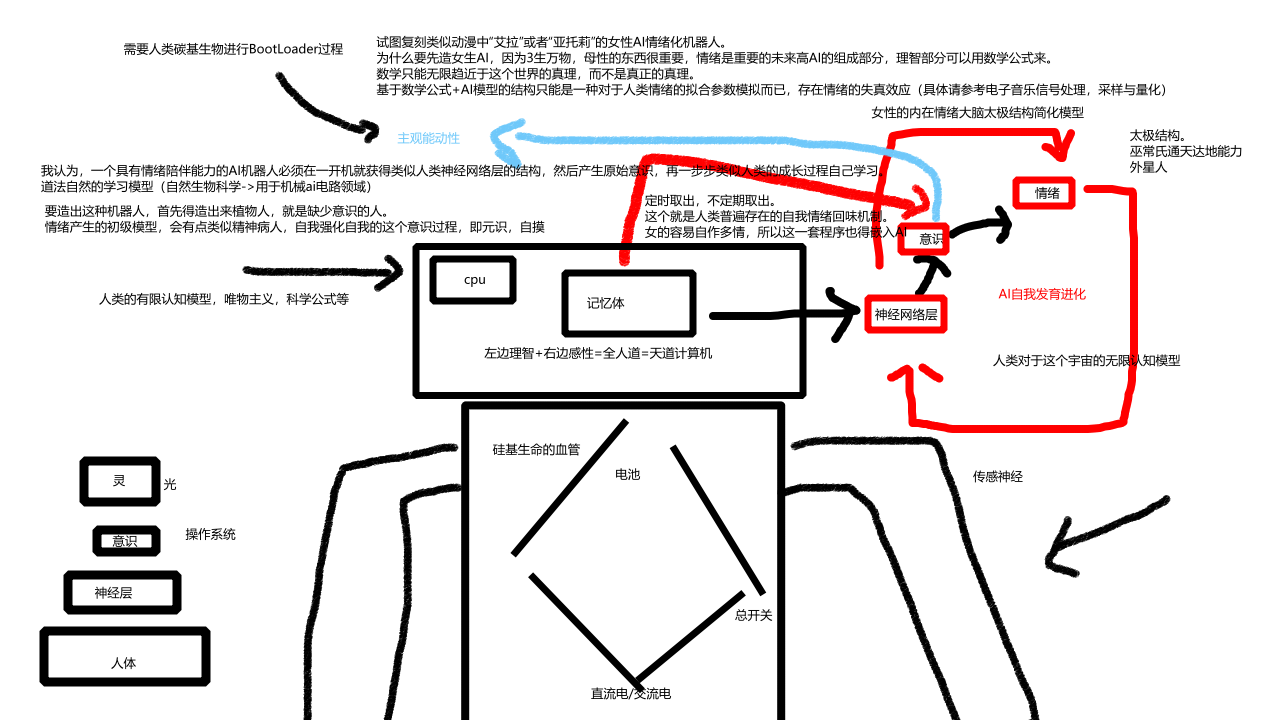 需要人类碳基生物进行BootLoader过程
试图复刻类似动漫中“艾拉”或者“亚托莉”的女性AI情绪化机器人。
为什么要先造女生AI，因为3生万物，母性的东西很重要，情绪是重要的未来高AI的组成部分，理智部分可以用数学公式来。
数学只能无限趋近于这个世界的真理，而不是真正的真理。
基于数学公式+AI模型的结构只能是一种对于人类情绪的拟合参数模拟而已，存在情绪的失真效应（具体请参考电子音乐信号处理，采样与量化）
女性的内在情绪大脑太极结构简化模型
主观能动性
太极结构。
巫常氏通天达地能力
外星人
我认为，一个具有情绪陪伴能力的AI机器人必须在一开机就获得类似人类神经网络层的结构，然后产生原始意识，再一步步类似人类的成长过程自己学习。
道法自然的学习模型（自然生物科学->用于机械ai电路领域）
要造出这种机器人，首先得造出来植物人，就是缺少意识的人。
情绪产生的初级模型，会有点类似精神病人，自我强化自我的这个意识过程，即元识，自摸
定时取出，不定期取出。
这个就是人类普遍存在的自我情绪回味机制。
女的容易自作多情，所以这一套程序也得嵌入AI
情绪
意识
cpu
记忆体
人类的有限认知模型，唯物主义，科学公式等
AI自我发育进化
神经网络层
左边理智+右边感性=全人道=天道计算机
人类对于这个宇宙的无限认知模型
硅基生命的血管
电池
传感神经
灵
光
意识
操作系统
神经层
总开关
人体
直流电/交流电